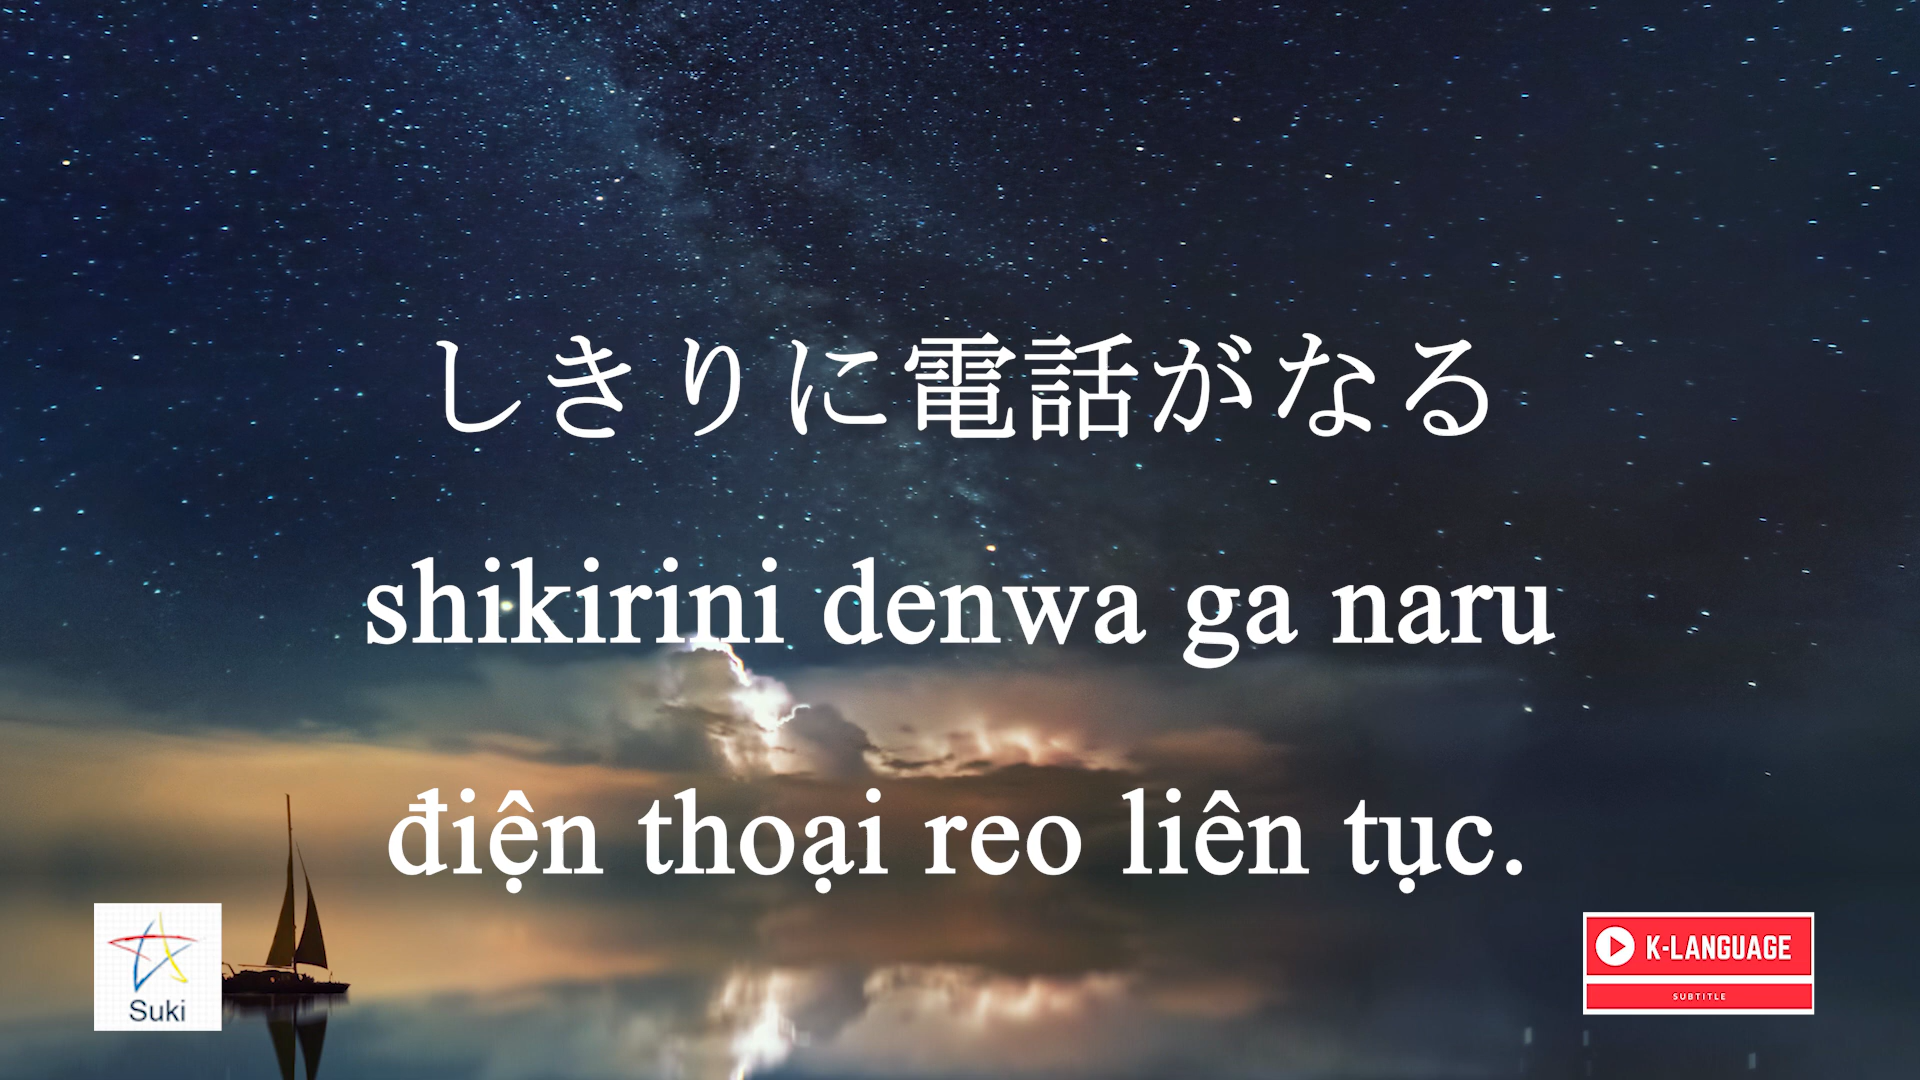 しきりに電話がなる
shikirini denwa ga naru
điện thoại reo liên tục.
Suki
K-LANGUAGE
SUBTITLE